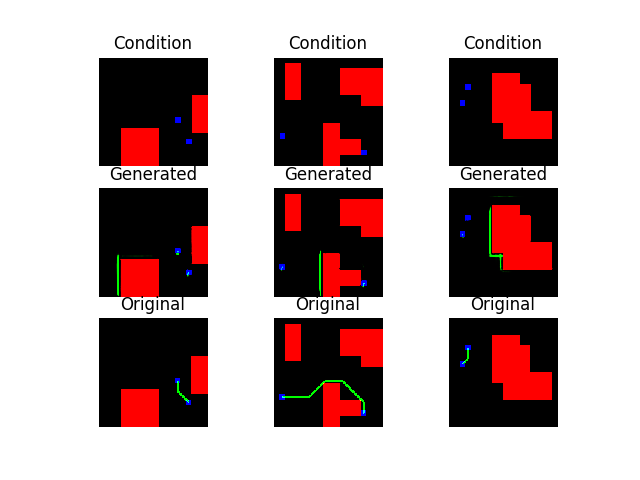 Condition Condition Condition
Generated Generated Generated
Original Original Original